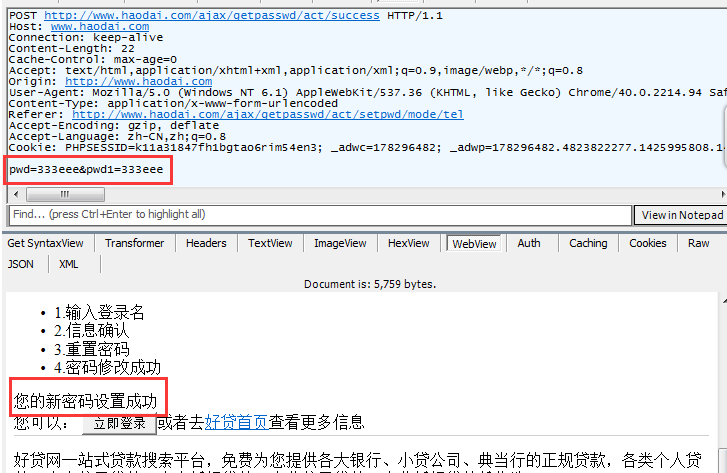 POST http://www.haodai.com/ajax/getpasswd/act/success HTTP/1.1
Host: www.haodai.com
Connection: keep-alive
Content-Length: 22
Cache-Control: max-age=0
Accept: text/html,application/xhtml+xml,application/xml;q=0.9,image/webp,*/*;q=0.8
Origin: http://www.haodai.com
User-Agent: Mozilla/5.0 (Windows NT 6.1) AppleWebKit/537.36 (KHTML, like Gecko) Chrome/40.0.2214.94 Saf
Content-Type: application/x-www-form-urlencoded
Referer: http://www.haodai.com/ajax/getpasswd/act/setpwd/mode/tel
Accept-Encoding: gzip, deflate
Accept-Language: zh-CN,zh;q=0.8
Cookie: PHPSESSID=k11a31847fh1bgtao6rim54en3; _adwc=178296482; _adwp=178296482.4823822277.1425995808.14
pwd=333eee&pwd1=333eee
Find... (press Ctrl+Enter to highlight all) View in Notepad
Get SyntaxView Transformer Headers TextView ImageView HexView WebView Auth Caching Cookies Raw
JSON XML
Document is: 5,759 bytes.
• 1.输入登录名
• 2.信息确认
• 3.重置密码
• 4.密码修改成功
您的新密码设置成功
您可以： 立即登录 或者去好贷首页查看更多信息
好贷网一站式贷款搜索平台，免费为您提供各大银行、小贷公司、典当行的正规贷款，各类个人贷